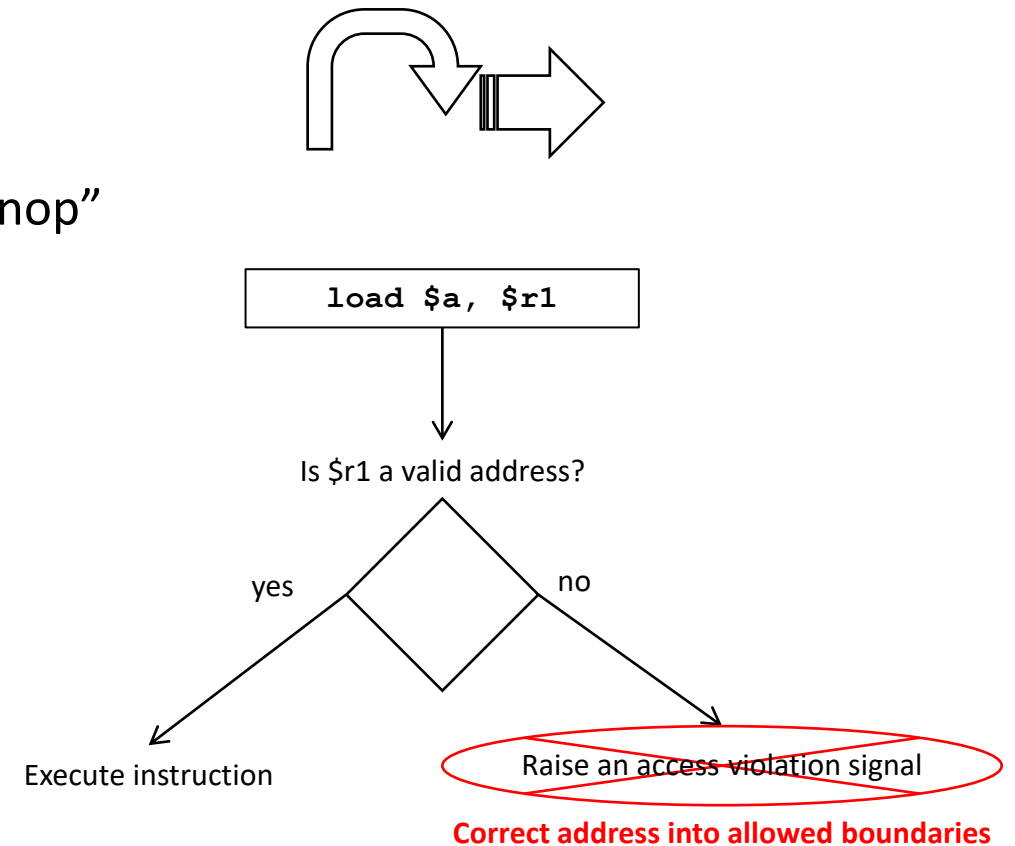 nop”
load $a, $r1
Is $r1 a valid address?
yes
no
Execute instruction
Raise an access violation signal
Correct address into allowed boundaries